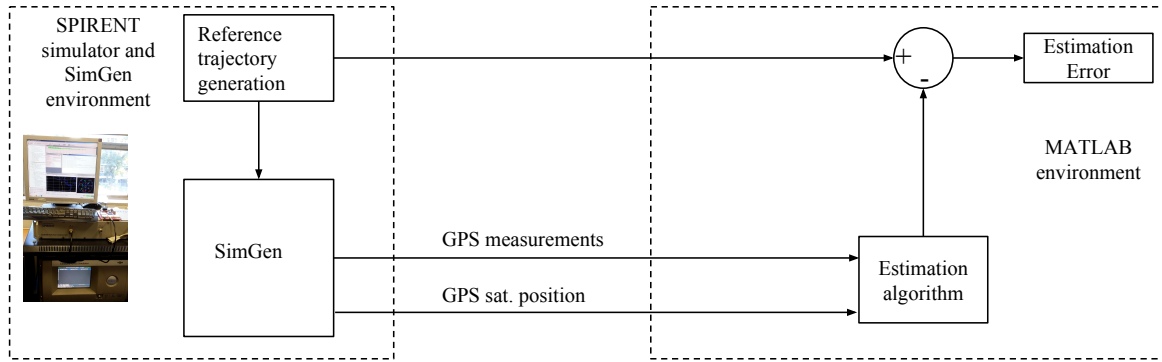 SPIRENT
simulator and
SimGen
environment
Reference
trajectory
generation
+
-
Estimation
Error
MATLAB
environment
SimGen
GPS measurements
GPS sat. position
Estimation
algorithm